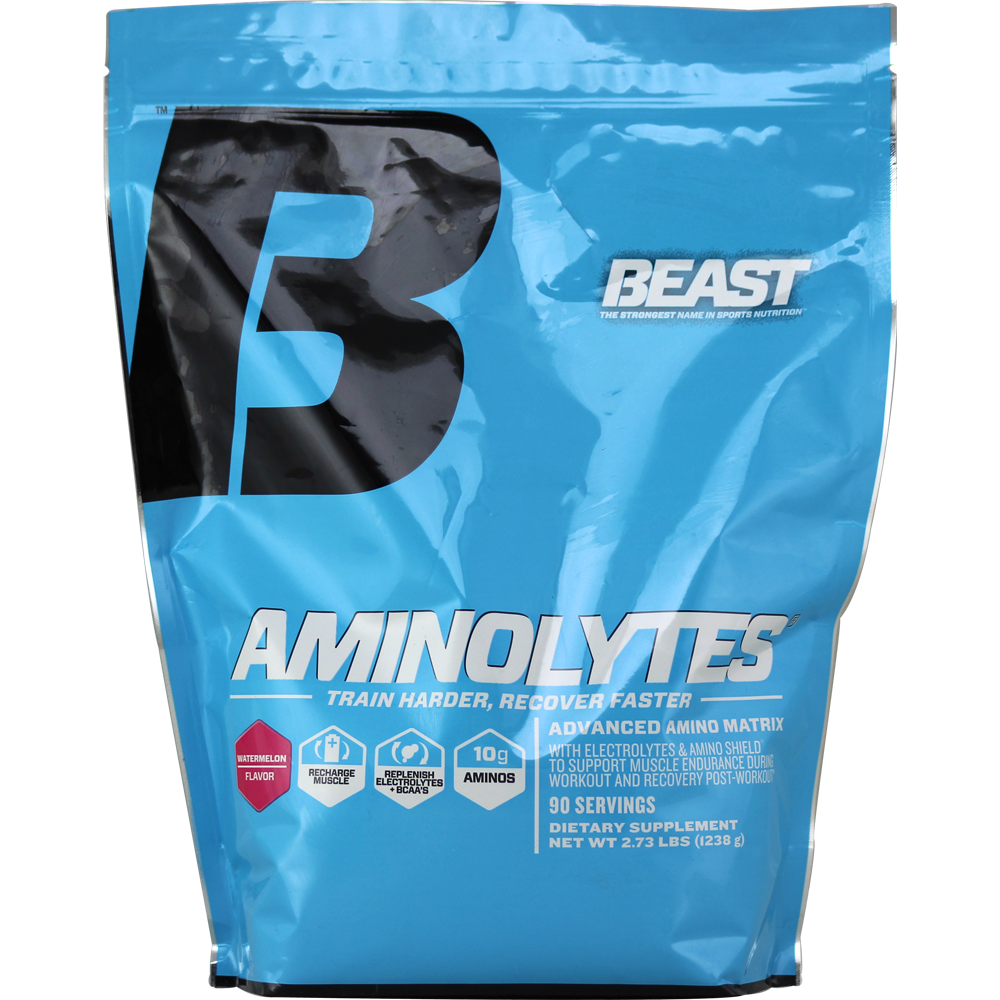 TM
B
BEAST
THE STRONGEST NAME IN SPORTS NUTRITION
AMINOLYTES®
TRAIN HARDER, RECOVER FASTER
WATERMELON
FLAVOR
RECHARGE
MUSCLE
REPLENISH
ELECTROLYTES
+ BCAA'S
10g
AMINOS
ADVANCED AMINO MATRIX
WITH ELECTROLYTES & AMINO SHIELD
TO SUPPORT MUSCLE ENDURANCE DURING
WORKOUT AND RECOVERY POST-WORKOUT
90 SERVINGS
DIETARY SUPPLEMENT
NET WT 2.73 LBS (1238 g)